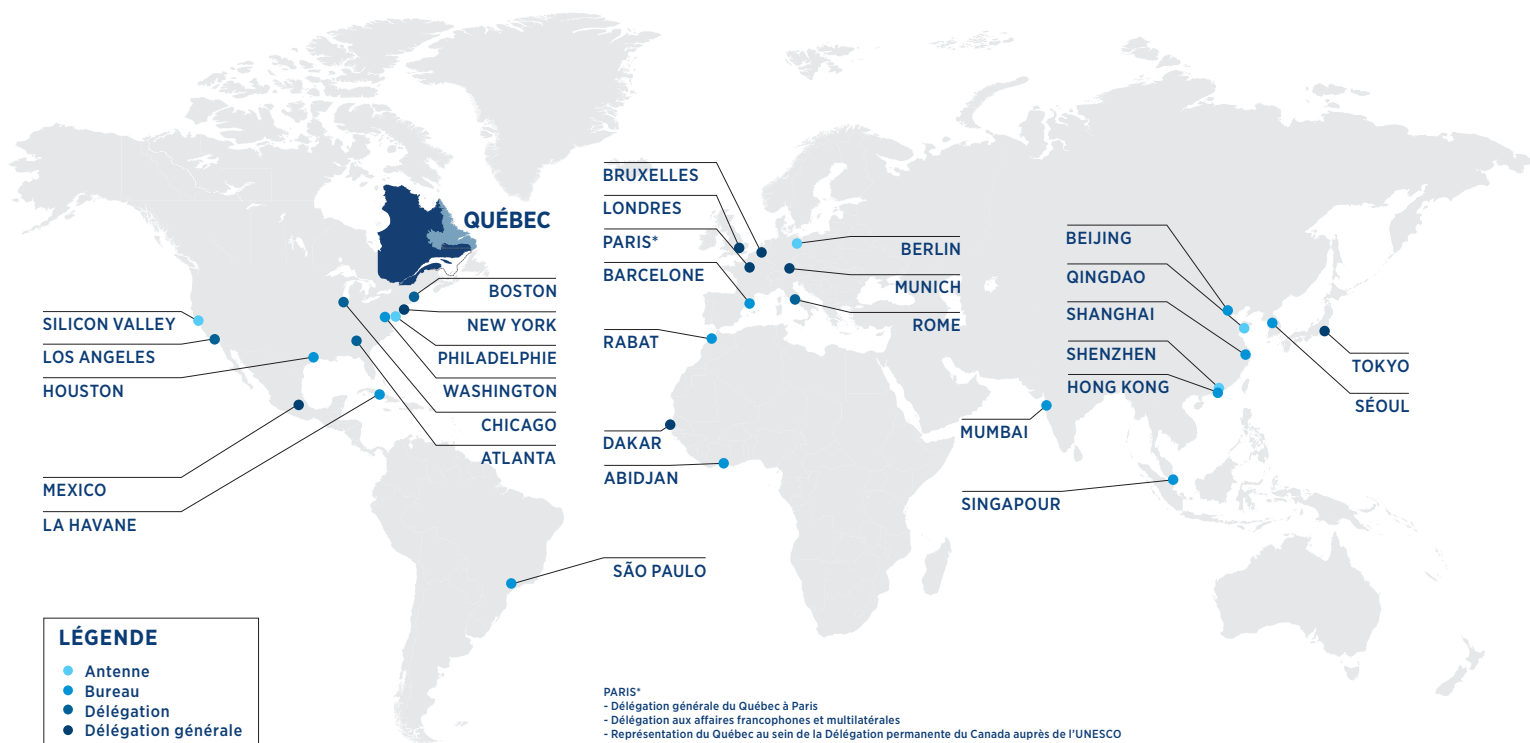 QUÉBEC
SILICON VALLEY
LOS ANGELES
HOUSTON
MEXICO
LA HAVANE
BOSTON
NEW YORK
PHILADELPHIE
WASHINGTON
CHICAGO
ATLANTA
SÃO PAULO
BRUXELLES
LONDRES
PARIS*
BARCELONE
RABAT
DAKAR
ABIDJAN
BERLIN
MUNICH
ROME
BEIJING
QINGDAO
SHANGHAI
SHENZHEN
HONG KONG
MUMBAI
SINGAPOUR
TOKYO
SÉOUL
LÉGENDE
Antenne
Bureau
Délégation
Délégation générale
PARIS*
- Délégation générale du Québec à Paris
- Délégation aux affaires francophones et multilatérales
- Représentation du Québec au sein de la Délégation permanente du Canada auprès de l'UNESCO